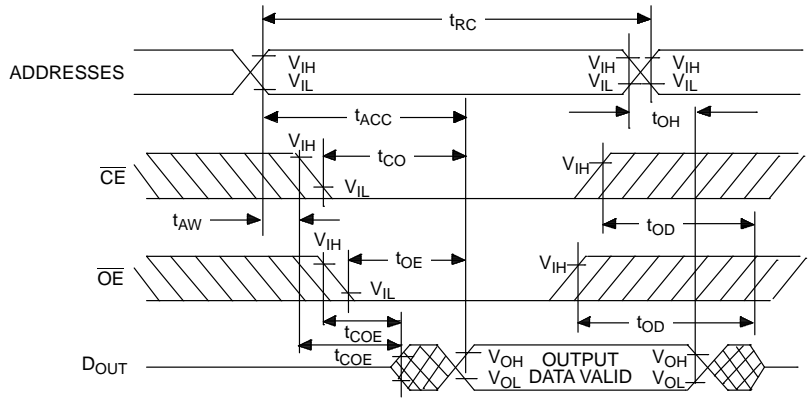 tRC
ADDRESSES
VIH
VIL
VIH
VIL
VIH
VIL
tACC
tOH
CE
VIH
tCO
VIL
VIH
tAW
tOD
OE
VIH
tOE
VIL
VIH
tCOE
tOD
tCOE
DOUT
VOH
VOL
OUTPUT
DATA VALID
VOH
VOL